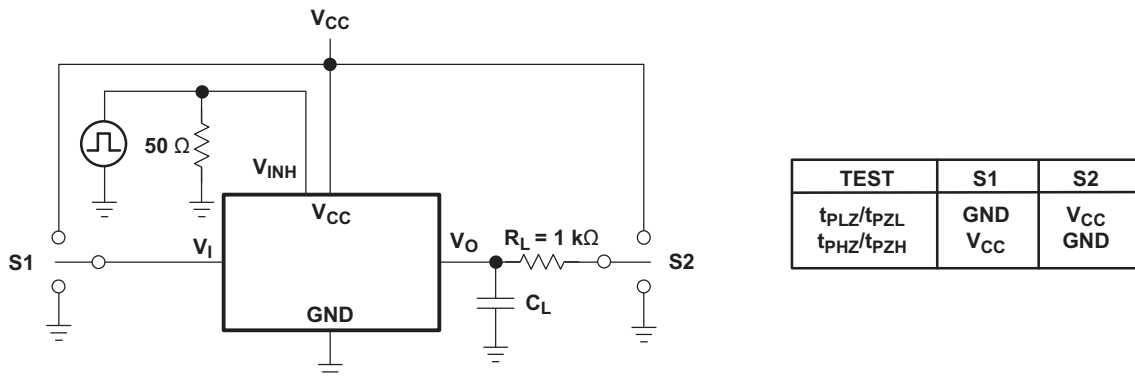 VCC
50 Ω
VINH
VCC
S1
VI
VO
RL = 1 kΩ
S2
CL
GND
TEST S1 S2
tPLZ/tPZL GND VCC
tPHZ/tPZH VCC GND